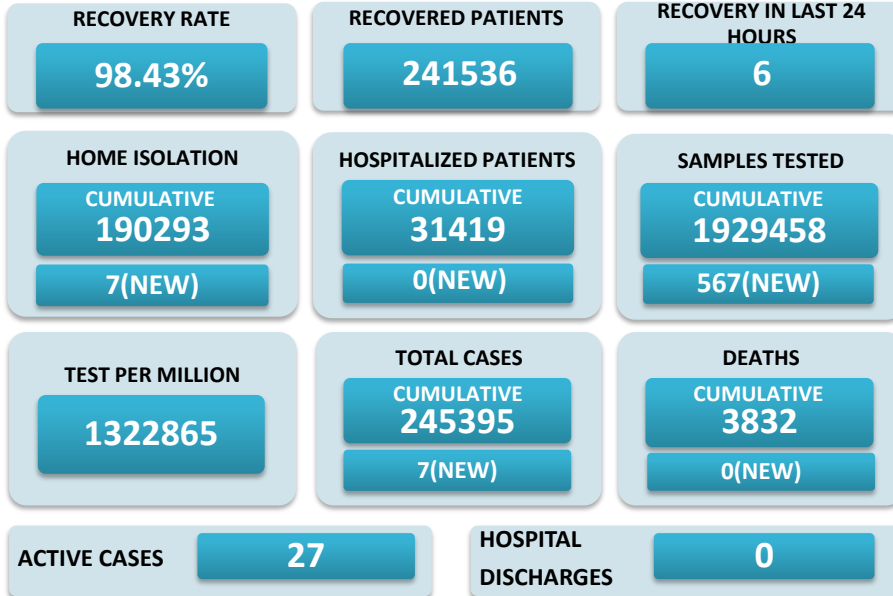 RECOVERY RATE
98.43%
RECOVERED PATIENTS
241536
RECOVERY IN LAST 24
HOURS
6
HOME ISOLATION
CUMULATIVE
190293
7(NEW)
HOSPITALIZED PATIENTS
CUMULATIVE
31419
0(NEW)
SAMPLES TESTED
CUMULATIVE
1929458
567(NEW)
TEST PER MILLION
1322865
TOTAL CASES
CUMULATIVE
245395
7(NEW)
DEATHS
CUMULATIVE
3832
0(NEW)
ACTIVE CASES
27
HOSPITAL
DISCHARGES
0